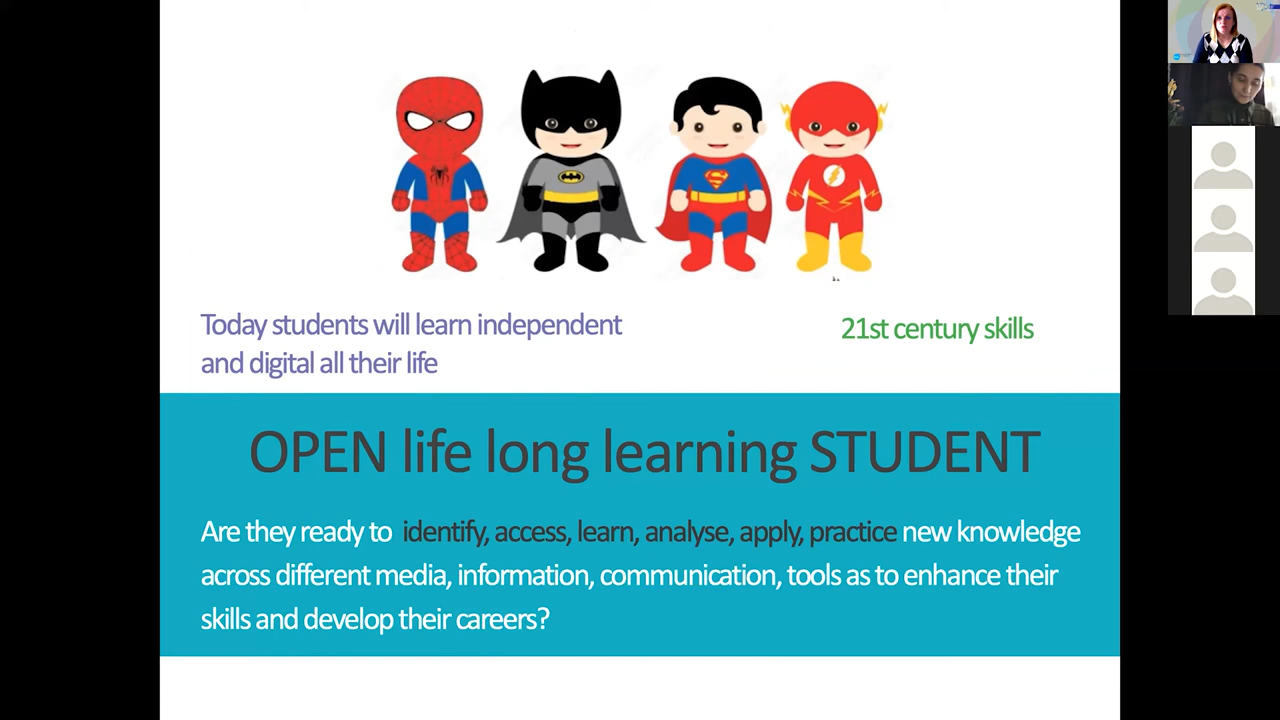 Today students will learn independent
and digital all their life
21st century skills
OPEN life long learning STUDENT
Are they ready to identify, access, learn, analyse, apply, practice new knowledge
across different media, information, communication, tools as to enhance their
skills and develop their careers?